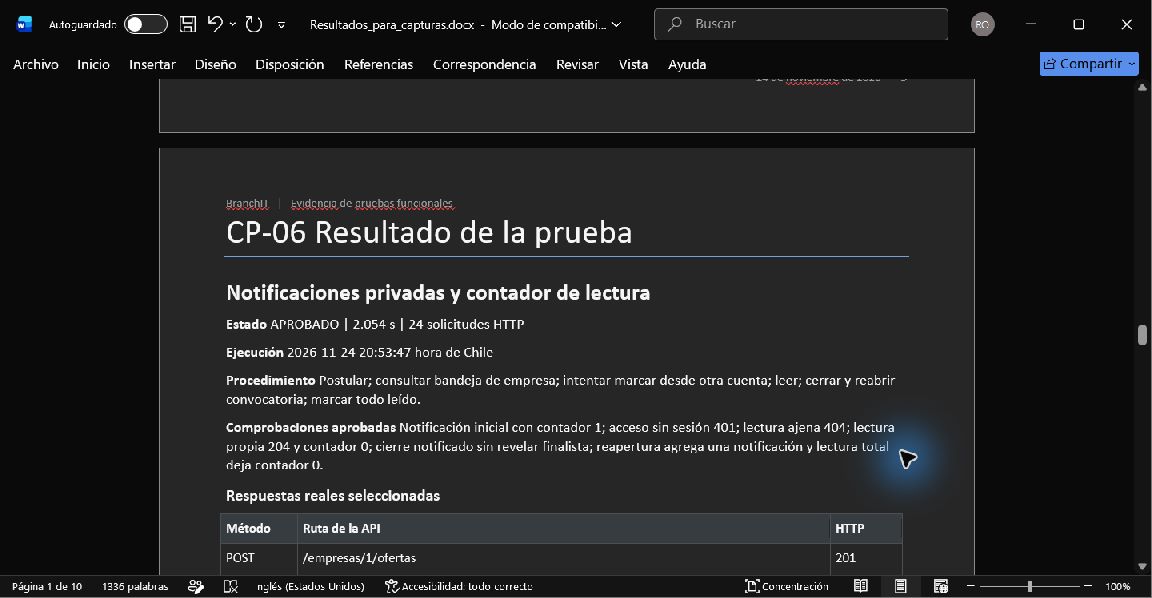 Autoguardado
Resultados_para_capturas.docx - Modo de compatibi...
Buscar
RO
Archivo Inicio Insertar Diseño Disposición Referencias Correspondencia Revisar Vista Ayuda
Compartir
BranchIT | Evidencia de pruebas funcionales
CP-06 Resultado de la prueba
Notificaciones privadas y contador de lectura
Estado APROBADO | 2.054 s | 24 solicitudes HTTP
Ejecución 2026-11-24 20:53:47 hora de Chile
Procedimiento Postular; consultar bandeja de empresa; intentar marcar desde otra cuenta; leer; cerrar y reabrir
convocatoria; marcar todo leído.
Comprobaciones aprobadas Notificación inicial con contador 1; acceso sin sesión 401; lectura ajena 404; lectura
propia 204 y contador 0; cierre notificado sin revelar finalista; reapertura agrega una notificación y lectura total
deja contador 0.
Respuestas reales seleccionadas
Método Ruta de la API HTTP
POST /empresas/1/ofertas 201
Página 1 de 10 1336 palabras nglés (Estados Unidos) Accesibilidad: todo correcto Concentración 100%